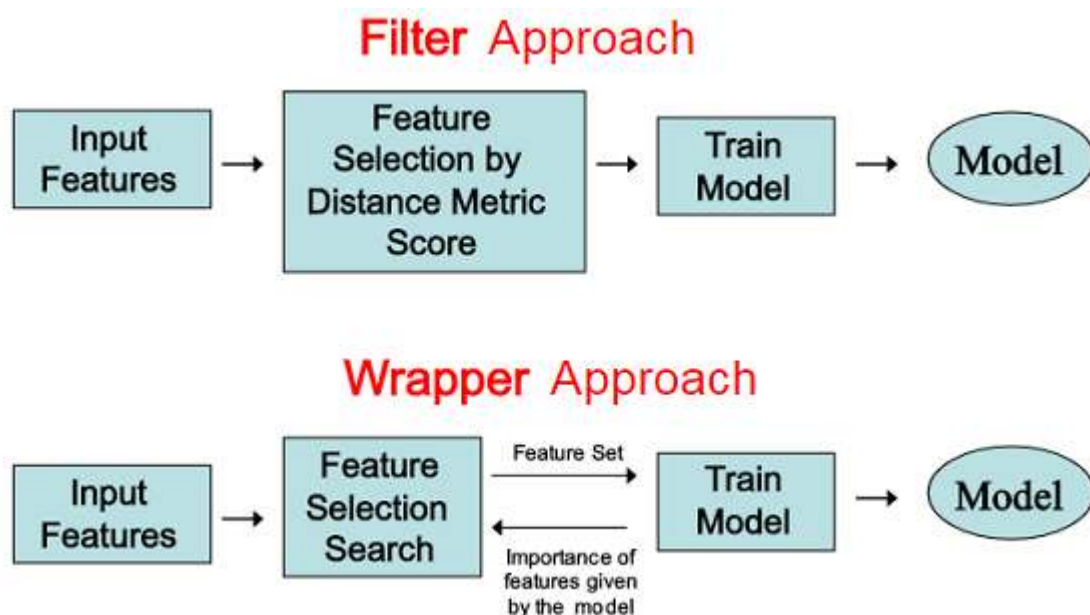 Filter Approach
Input
Features
Feature
Selection by
Distance Metric
Score
Train
Model
Model
Wrapper Approach
Input
Features
Feature
Selection
Search
Feature Set
Importance of
features given
by the model
Train
Model
Model